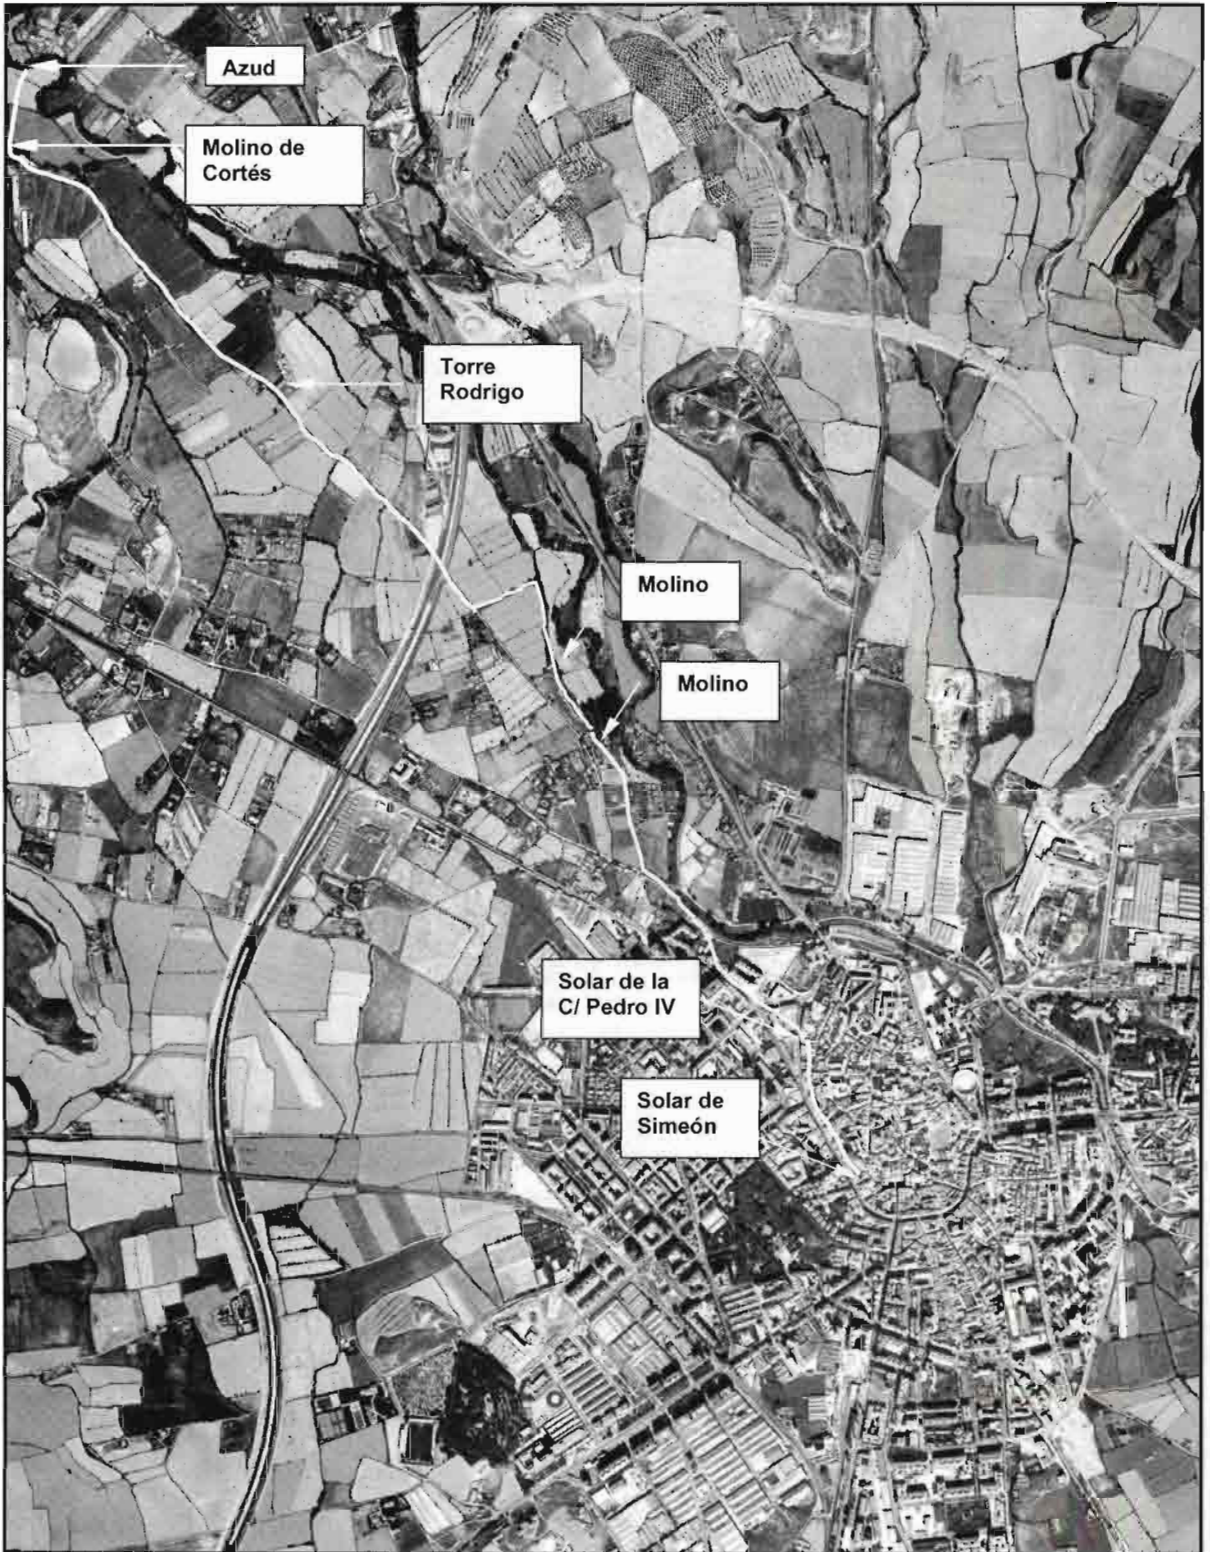 Azud
Molino de
Cortés
Torre
Rodrigo
Molino
Molino
Solar de la
C/ Pedro IV
Solar de
Simeón